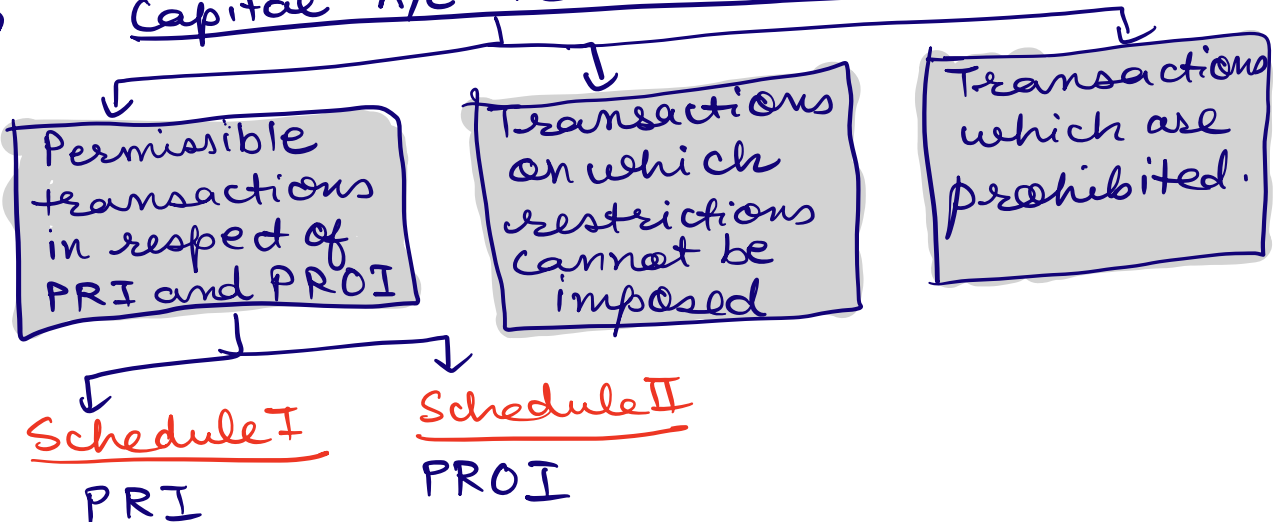 Capital A/C
Permissible
transactions
in respect of
PRI and PROI
Transactions
on which
restrictions
cannot be
imposed
Transactions
which are
prohibited.
Schedule I
PRI
Schedule II
PROI